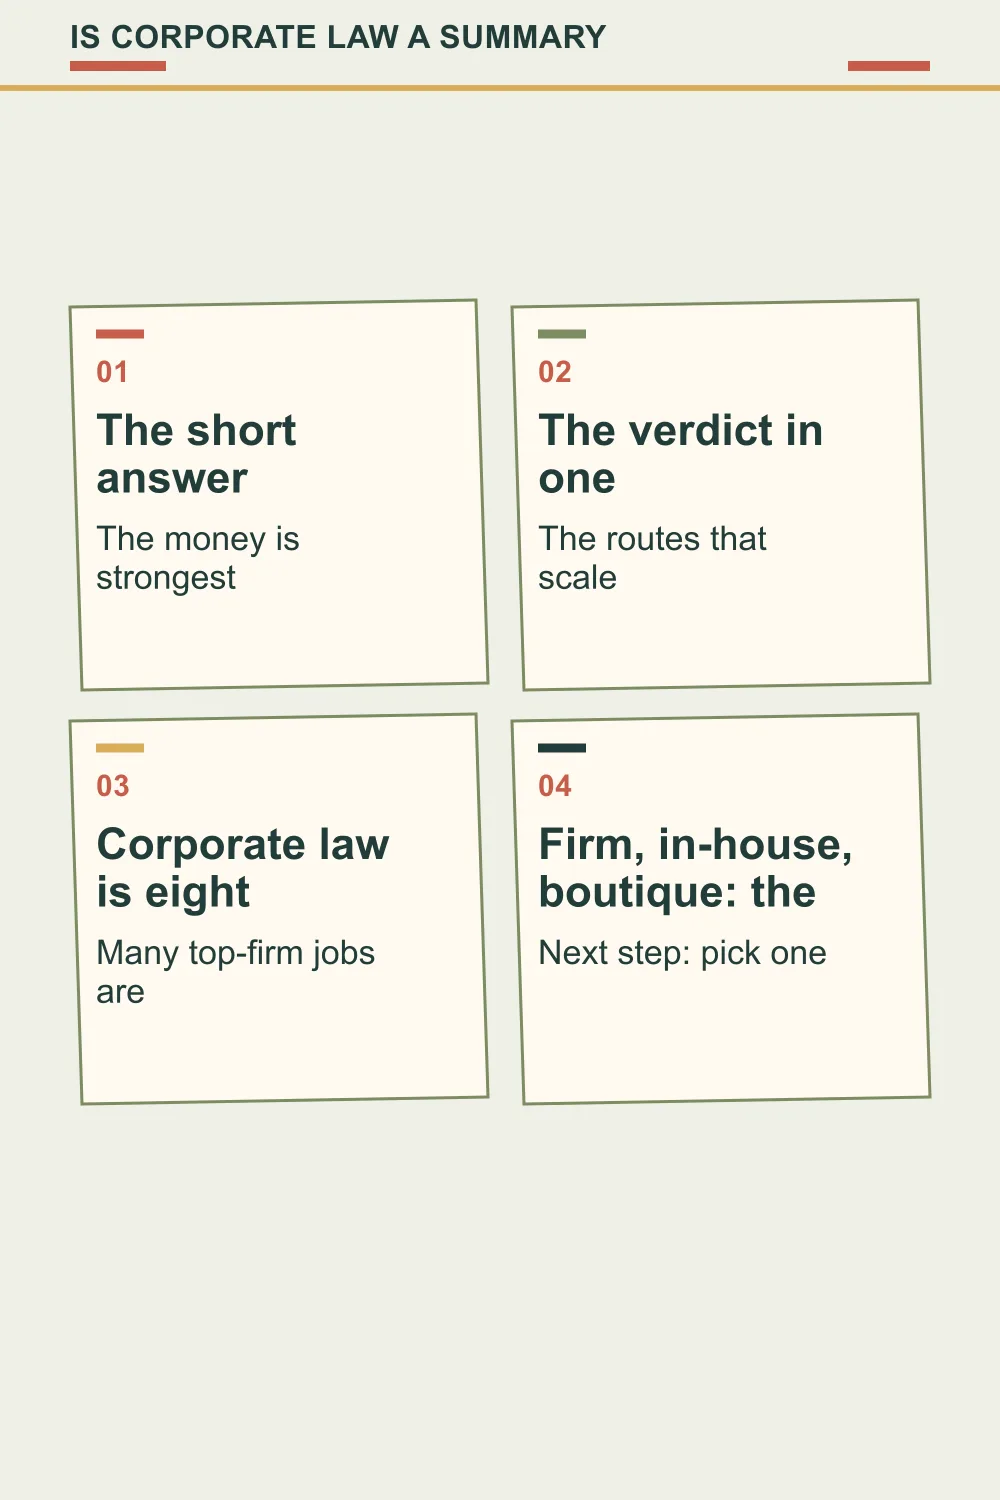 IS CORPORATE LAW A SUMMARY
01
The short
answer
The money is
strongest
02
The verdict in
one
The routes that
scale
03
Corporate law
is eight
Many top-firm jobs
are
04
Firm, in-house,
boutique: the
Next step: pick one